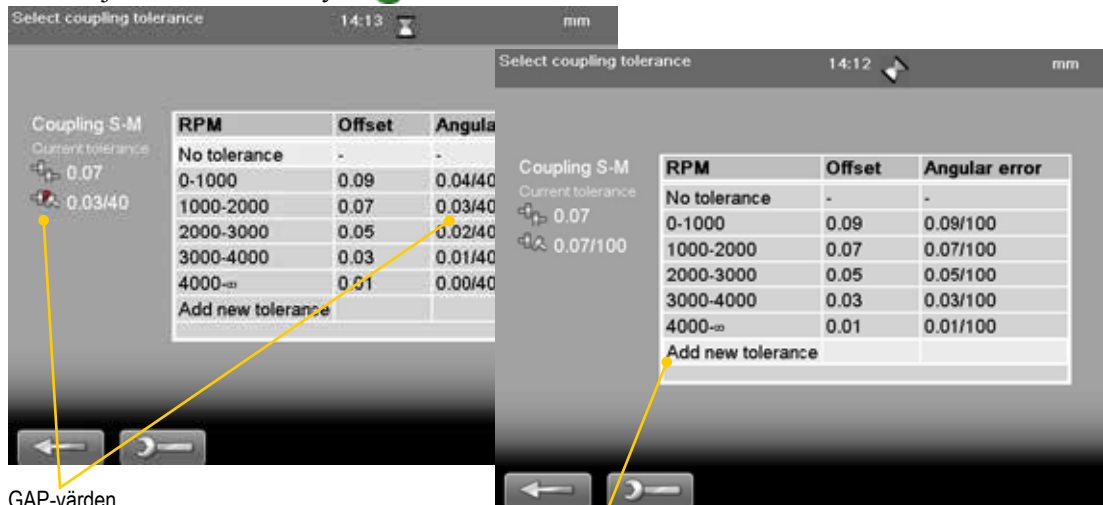 Select coupling tolerance 14:13 mm
Coupling S-M
Current tolerance
0.07
0.03/40
RPM Offset Angula
No tolerance - -
0-1000 0.09 0.04/40
1000-2000 0.07 0.03/40
2000-3000 0.05 0.02/40
3000-4000 0.03 0.01/40
4000-∞ 0.01 0.00/40
Add new tolerance
GAP-värden
Select coupling tolerance 14:12 mm
Coupling S-M
Current tolerance
0.07
0.07/100
RPM Offset Angular error
No tolerance - -
0-1000 0.09 0.09/100
1000-2000 0.07 0.07/100
2000-3000 0.05 0.05/100
3000-4000 0.03 0.03/100
4000-∞ 0.01 0.01/100
Add new tolerance